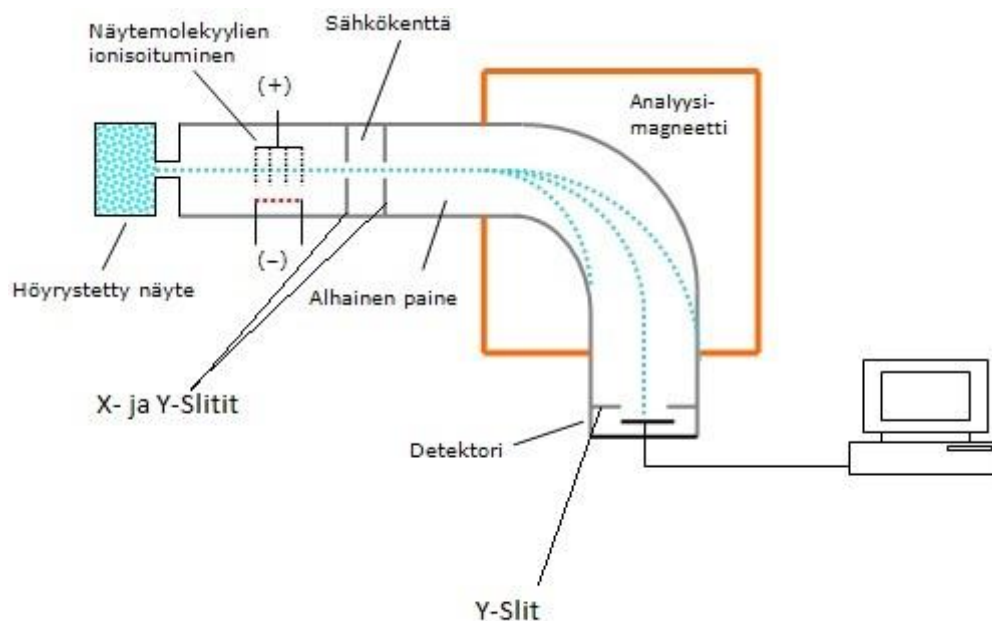 Sähkökenttä
Näytemolekyylien
ionisoituminen
(+)
Analyysi-
magneetti
(−)
Höyrystetty näyte
Alhainen paine
X- ja Y-Slitit
Detektori
Y-Slit